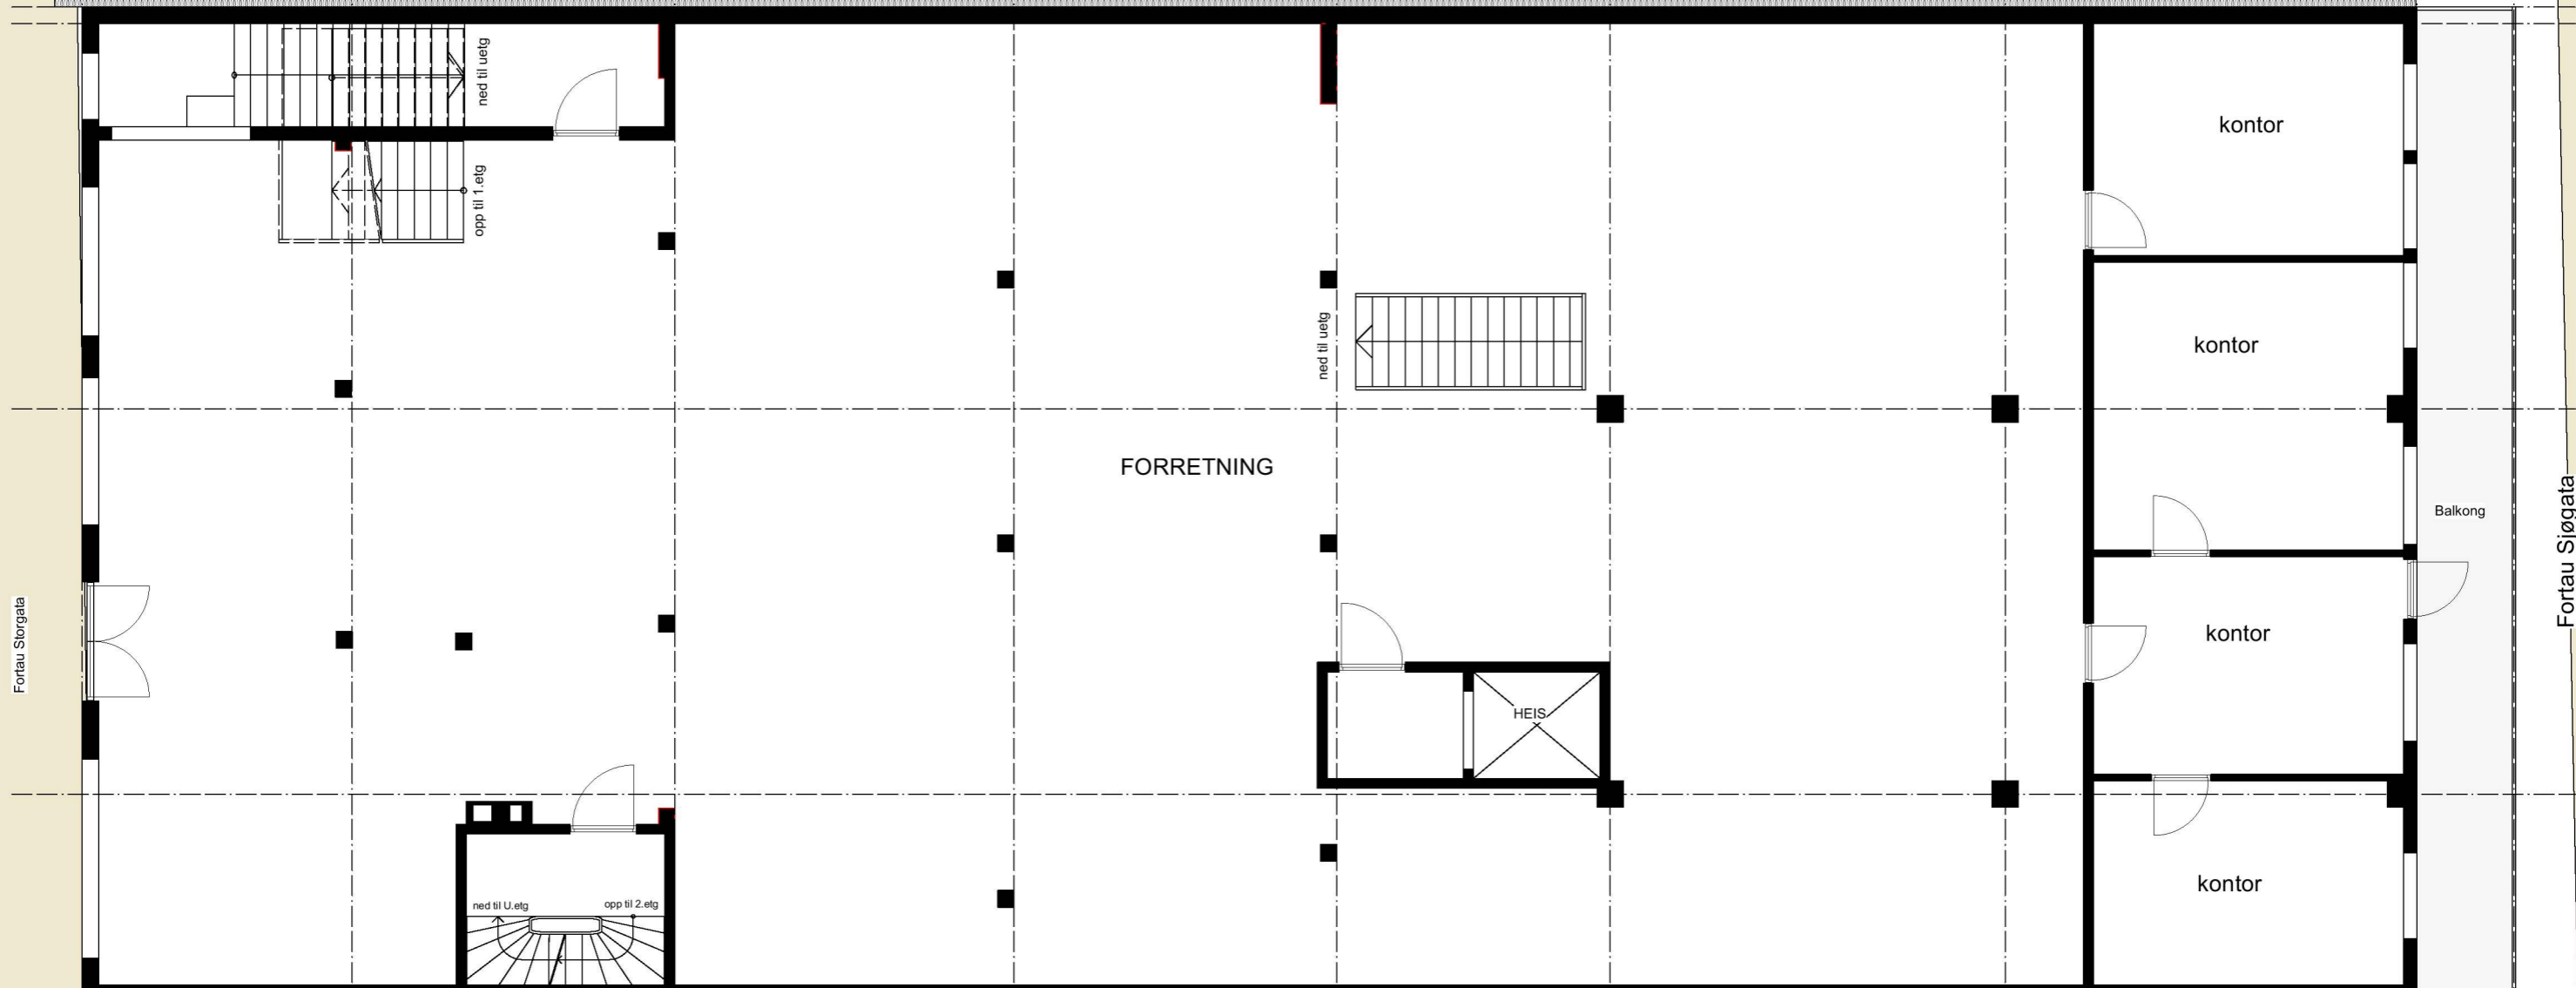 ned til uetg
kontor
opp til 1.etg
ned til uetg
kontor
FORRETNING
Balkong
Fortau Sjøgata
Fortau Storgata
kontor
HEIS
kontor
ned til U.etg
opp til 2.etg